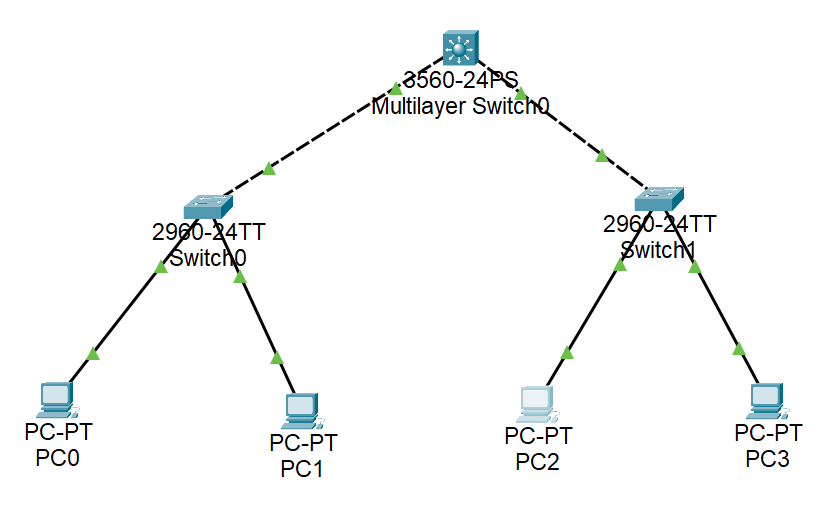 3560-24PS
Multilayer Switch0
2960-24TT
Switch0
2960-24TT
Switch1
PC-PT
PC0
PC-PT
PC1
PC-PT
PC2
PC-PT
PC3